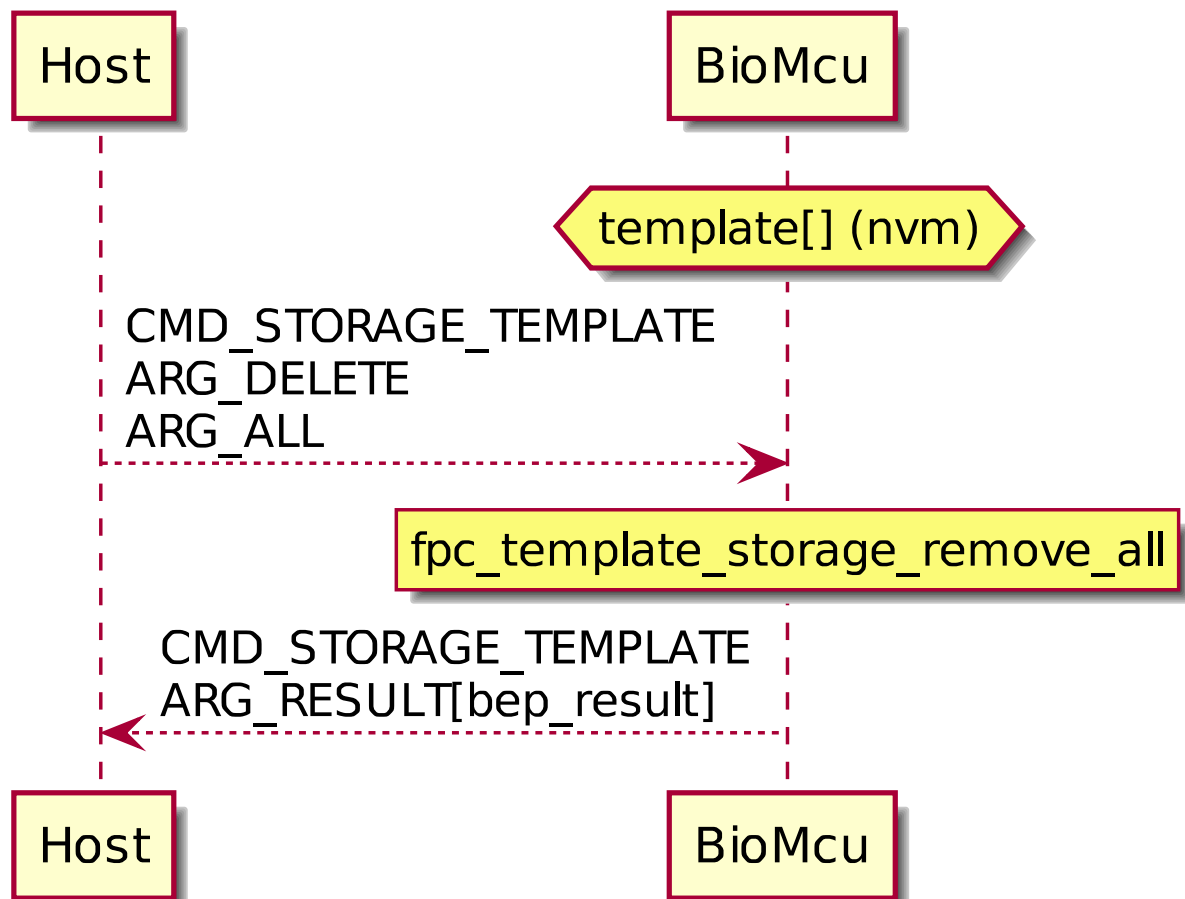 Host
BioMcu
template[] (nvm)
CMD_STORAGE_TEMPLATE
ARG_DELETE
ARG_ALL
fpc_template_storage_remove_all
CMD_STORAGE_TEMPLATE
ARG_RESULT[bep_result]
Host
BioMcu